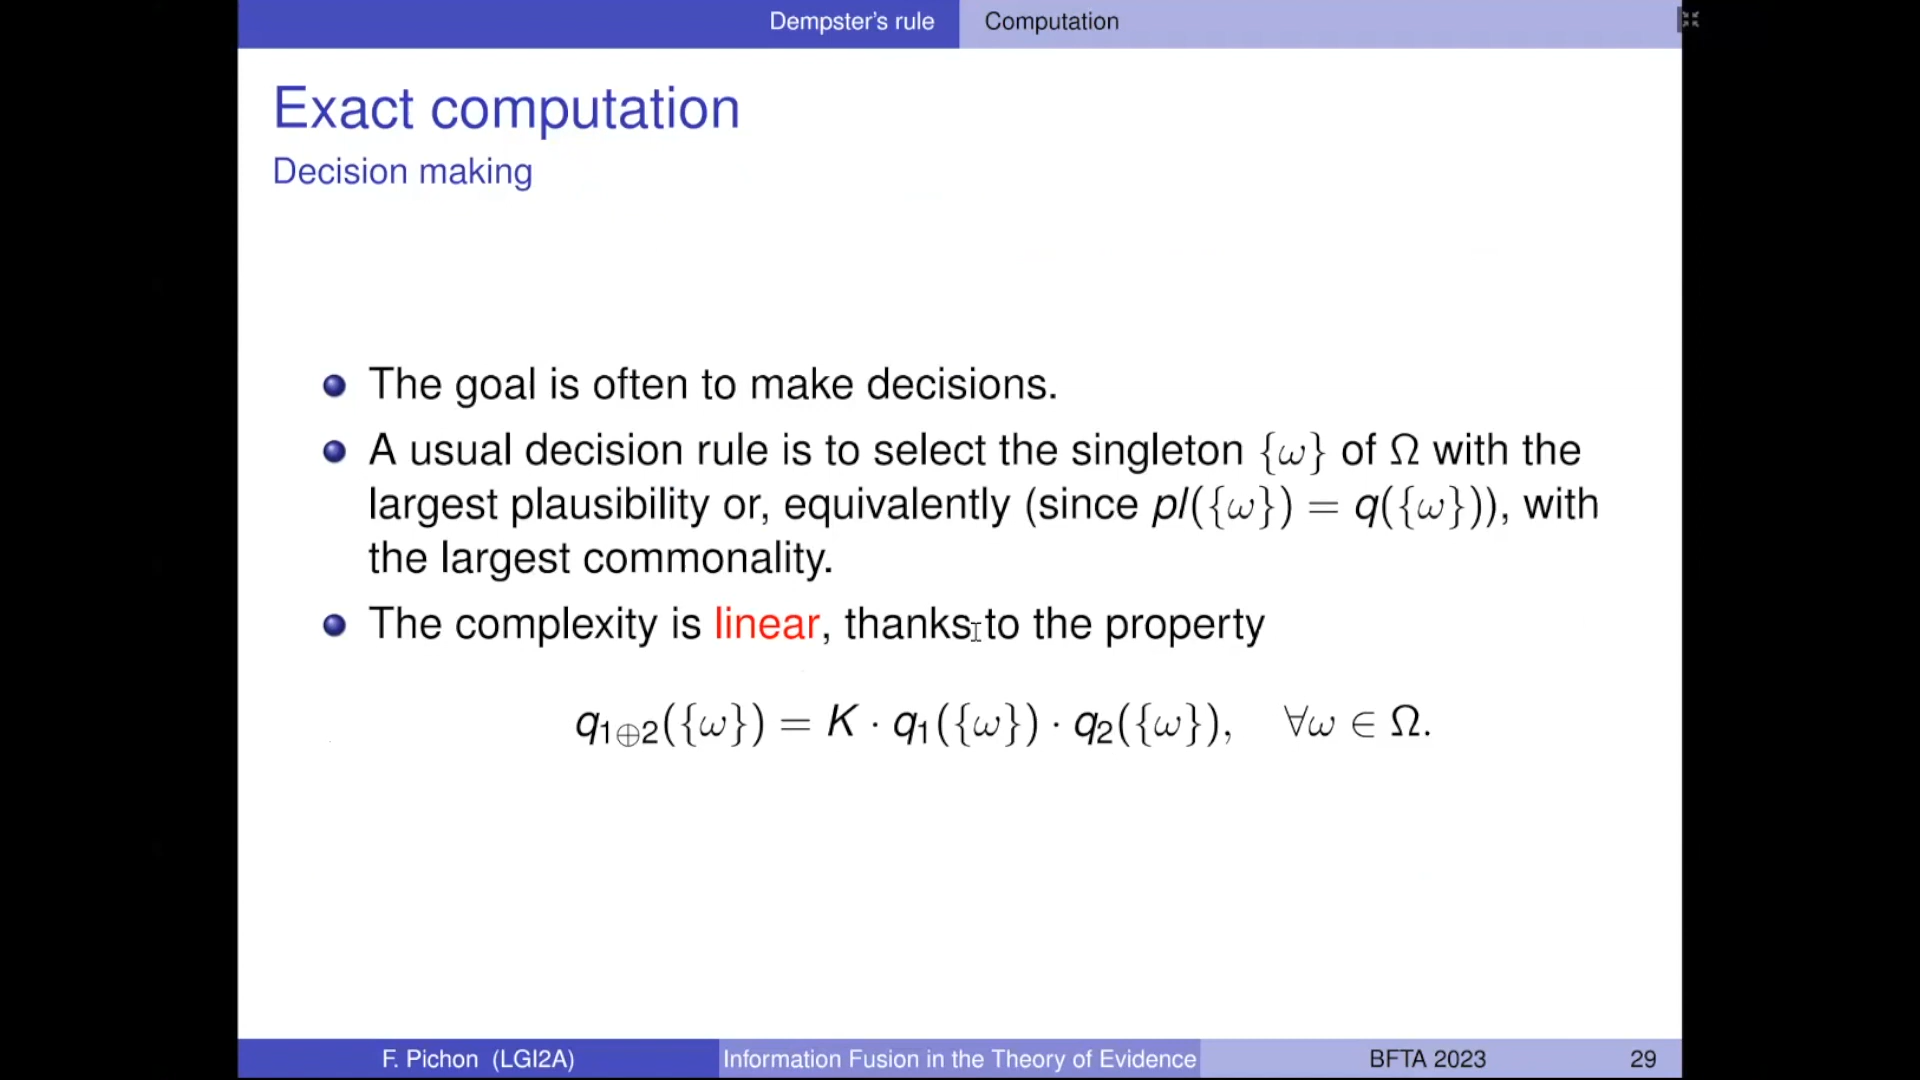 Dempster's rule Computation
Exact computation
Decision making
The goal is often to make decisions.
A usual decision rule is to select the singleton {ω} of Ω with the
largest plausibility or, equivalently (since pl({ω}) = q({ω})), with
the largest commonality.
The complexity is linear, thanks to the property
q₁⊕₂({ω}) = K · q₁({ω}) · q₂({ω}), ∀ω ∈ Ω.
F. Pichon (LGI2A) Information Fusion in the Theory of Evidence BFTA 2023 29